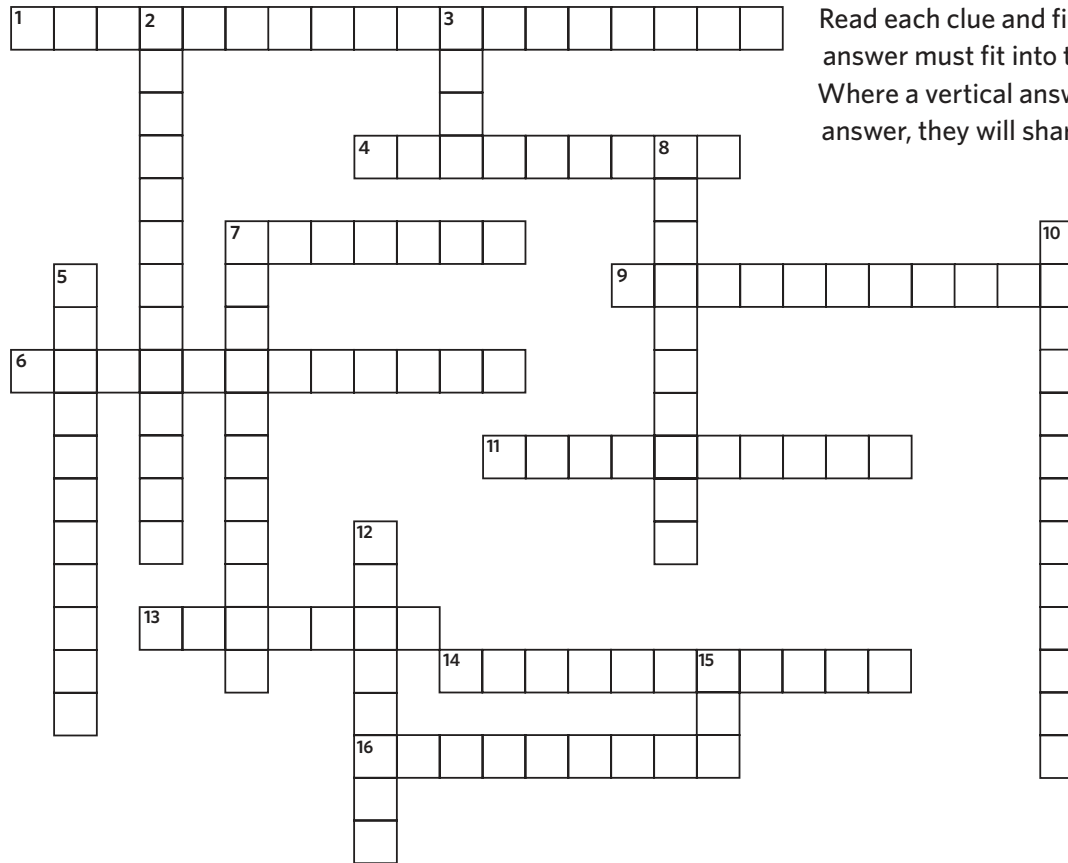 1 2 3 Read each clue and fi
answer must fit into t
Where a vertical answ
4 8 answer, they will shar
7 10
5 9
6
11
12
13
14 15
16